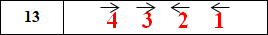 13 → → ← ←
4 3 2 1